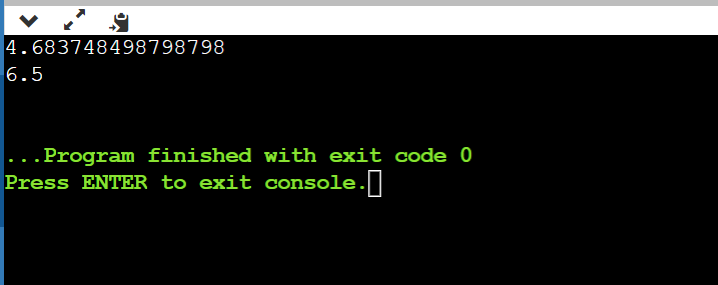 4.683748498798798
6.5
...Program finished with exit code 0
Press ENTER to exit console.